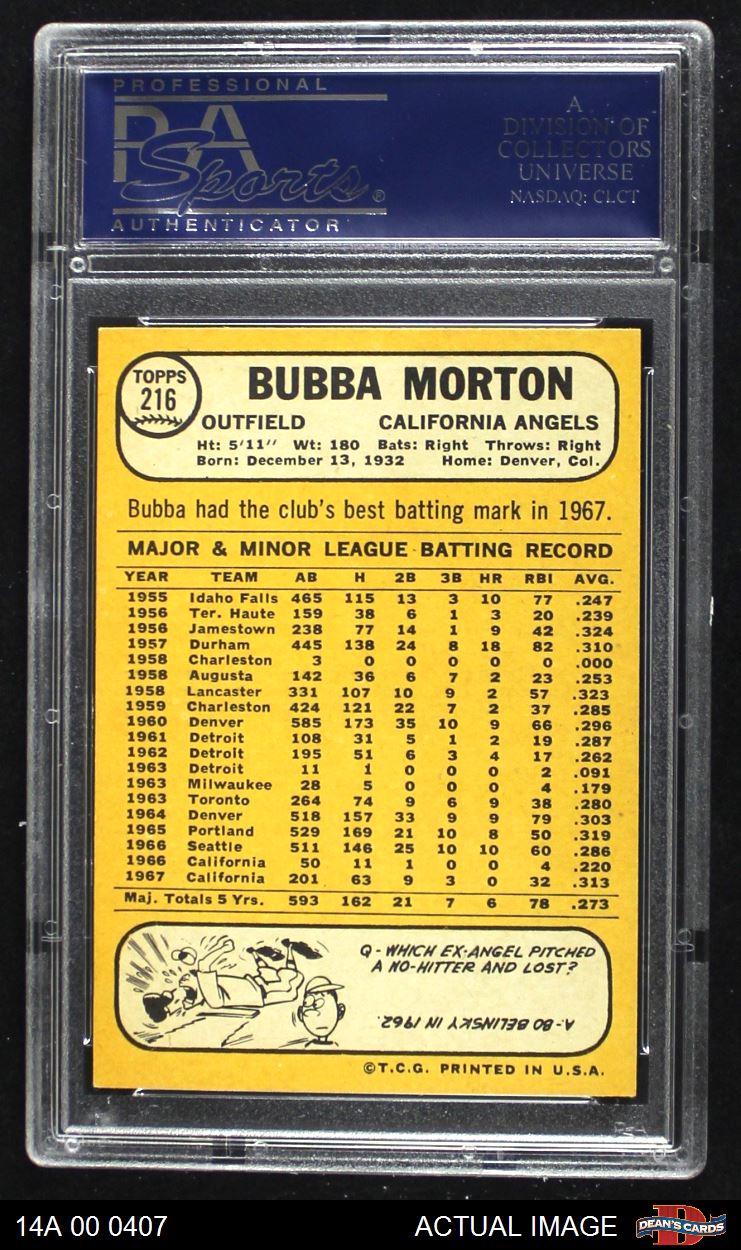 PROFESSIONAL
PSA
Sports®
AUTHENTICATOR
A
DIVISION OF
COLLECTORS
UNIVERSE
NASDAQ: CLCT
TOPPS
216
BUBBA MORTON
OUTFIELD CALIFORNIA ANGELS
Ht: 5'11" Wt: 180 Bats: Right Throws: Right
Born: December 13, 1932 Home: Denver, Col.
Bubba had the club's best batting mark in 1967.
MAJOR & MINOR LEAGUE BATTING RECORD
YEAR TEAM AB H 2B 3B HR RBI AVG.
1955 Idaho Falls 465 115 13 3 10 77 .247
1956 Ter. Haute 159 38 6 1 3 20 .239
1956 Jamestown 238 77 14 1 9 42 .324
1957 Durham 445 138 24 8 18 82 .310
1958 Charleston 3 0 0 0 0 0 .000
1958 Augusta 142 36 6 7 2 23 .253
1958 Lancaster 331 107 10 9 2 57 .323
1959 Charleston 424 121 22 7 2 37 .285
1960 Denver 585 173 35 10 9 66 .296
1961 Detroit 108 31 5 1 2 19 .287
1962 Detroit 195 51 6 3 4 17 .262
1963 Detroit 11 1 0 0 0 2 .091
1963 Milwaukee 28 5 0 0 0 4 .179
1963 Toronto 264 74 9 6 9 38 .280
1964 Denver 518 157 33 9 9 79 .303
1965 Portland 529 169 21 10 8 50 .319
1966 Seattle 511 146 25 10 10 60 .286
1966 California 50 11 1 0 0 4 .220
1967 California 201 63 9 3 0 32 .313
Maj. Totals 5 Yrs. 593 162 21 7 6 78 .273
Q - WHICH EX-ANGEL PITCHED
A NO-HITTER AND LOST?
A - BO BELINSKY IN 1962.
©T.C.G. PRINTED IN U.S.A.
14A 00 0407 ACTUAL IMAGE
D
DEAN'S CARDS